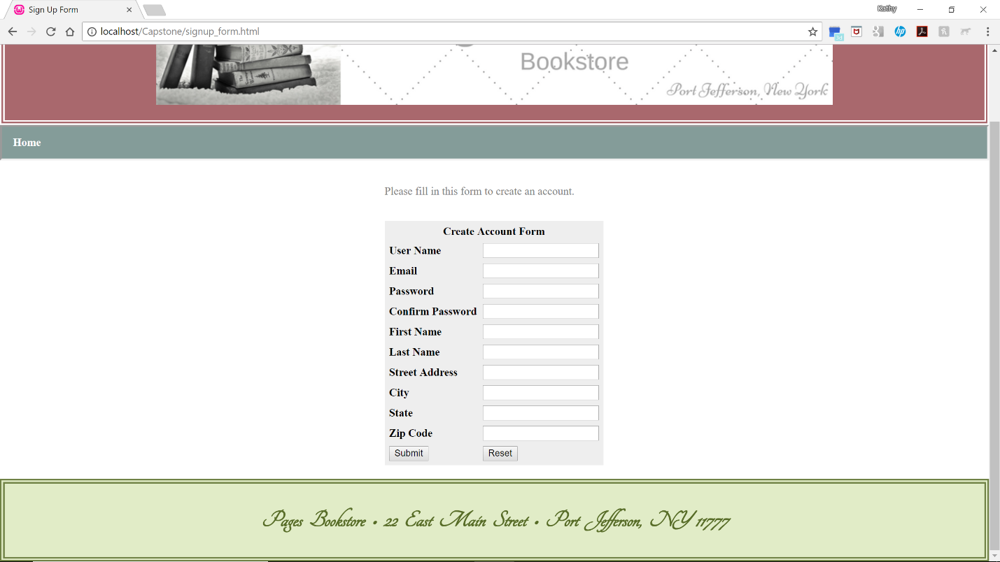 Sign Up Form
Kathy
localhost/Capstone/signup_form.html
Bookstore
Port Jefferson, New York
Home
Please fill in this form to create an account.
Create Account Form
User Name
Email
Password
Confirm Password
First Name
Last Name
Street Address
City
State
Zip Code
Submit Reset
Pages Bookstore • 22 East Main Street • Port Jefferson, NY 11777